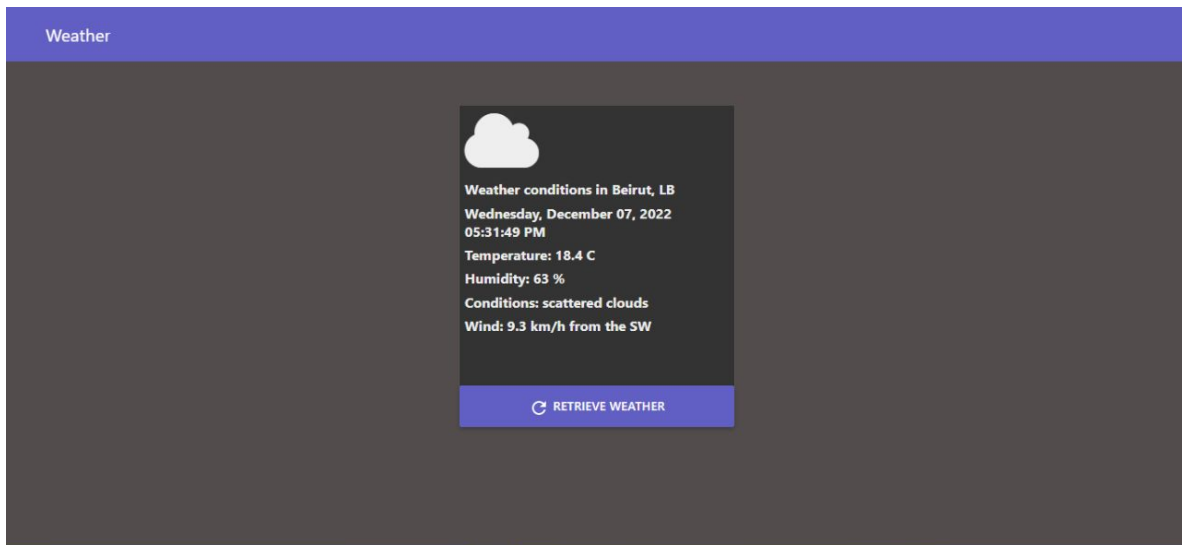 Weather
Weather conditions in Beirut, LB
Wednesday, December 07, 2022
05:31:49 PM
Temperature: 18.4 C
Humidity: 63 %
Conditions: scattered clouds
Wind: 9.3 km/h from the SW
RETRIEVE WEATHER